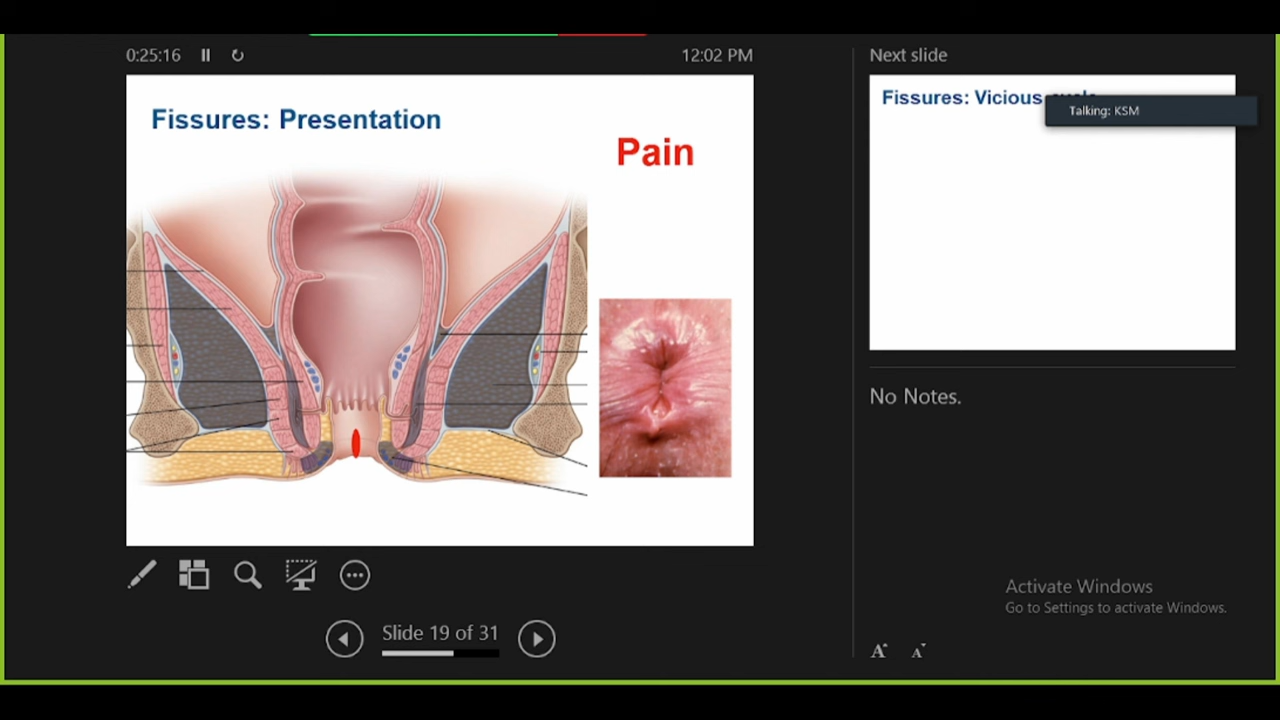 0:25:16
12:02 PM
Fissures: Presentation
Pain
Next slide
Fissures: Vicious
Talking: KSM
No Notes.
Activate Windows
Go to Settings to activate Windows.
Slide 19 of 31
A A